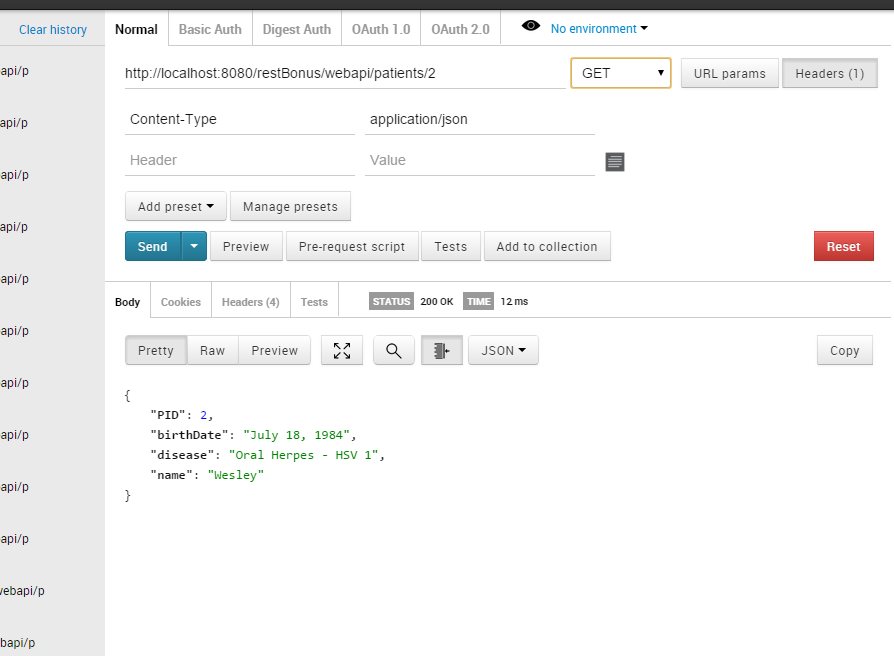 Clear history
Normal Basic Auth Digest Auth OAuth 1.0 OAuth 2.0 No environment
api/p
api/p
api/p
api/p
api/p
api/p
api/p
api/p
api/p
api/p
vebapi/p
bapi/p
http://localhost:8080/restBonus/webapi/patients/2 GET URL params Headers (1)
Content-Type application/json
Header Value
Add preset Manage presets
Send Preview Pre-request script Tests Add to collection Reset
Body Cookies Headers (4) Tests STATUS 200 OK TIME 12 ms
Pretty Raw Preview JSON Copy
{
"PID": 2,
"birthDate": "July 18, 1984",
"disease": "Oral Herpes - HSV 1",
"name": "Wesley"
}